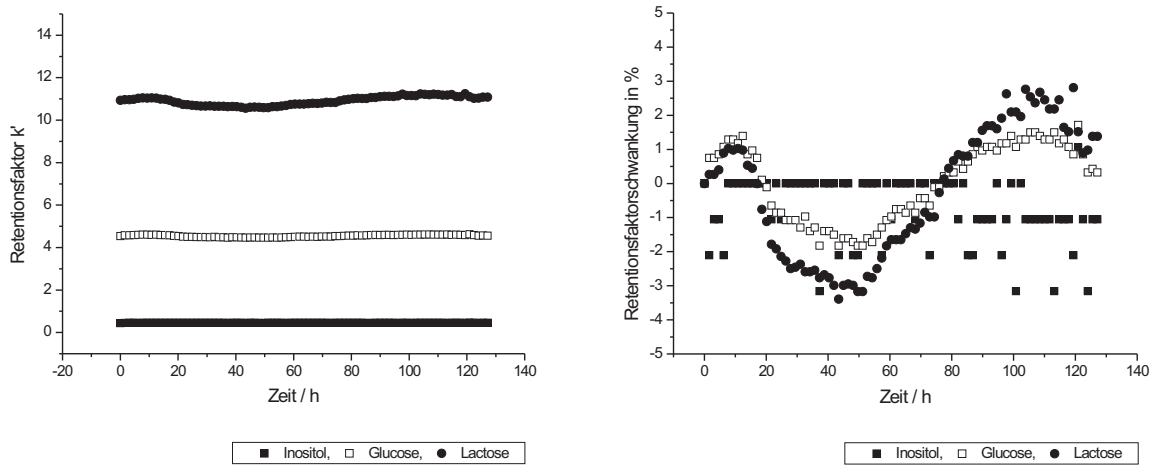 Retentionsfaktor k'
14
12
10
8
6
4
2
0
-20 0 20 40 60 80 100 120 140
Zeit / h
■ Inositol, □ Glucose, ● Lactose
Retentionsfaktorschwankung in %
5
4
3
2
1
0
-1
-2
-3
-4
-5
0 20 40 60 80 100 120 140
Zeit / h
■ Inositol, □ Glucose, ● Lactose